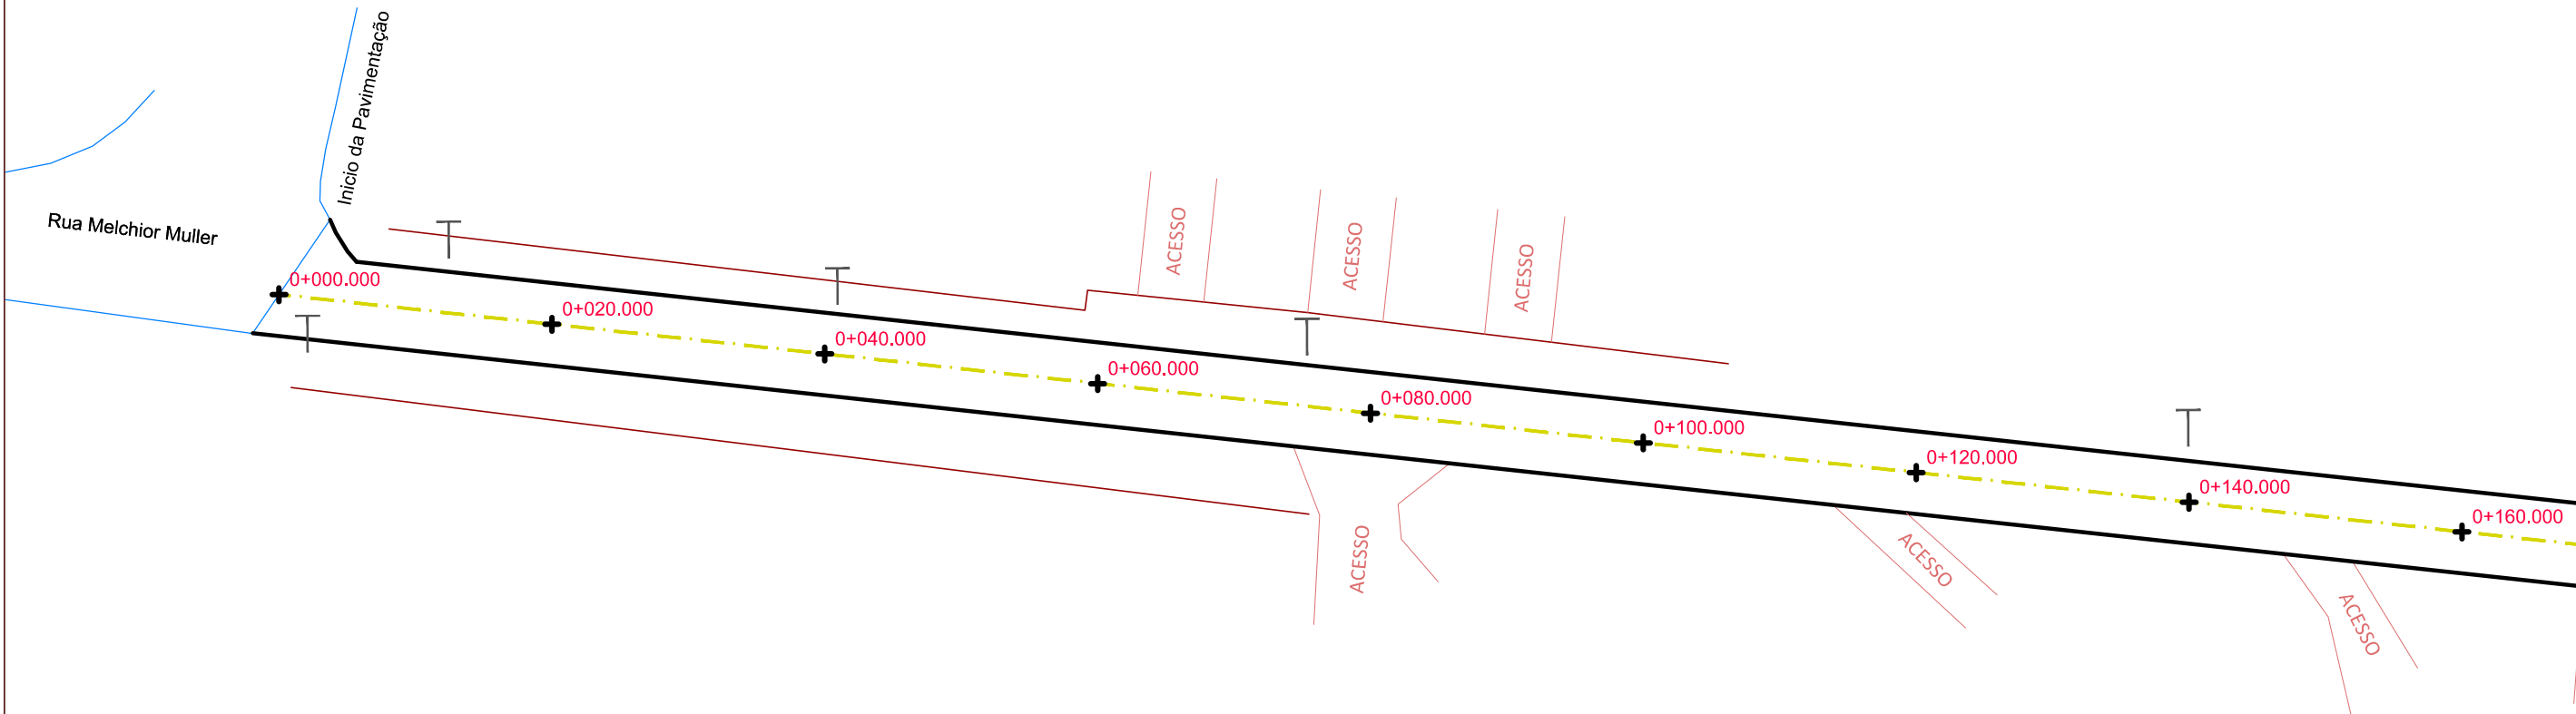 Inicio da Pavimentação
Rua Melchior Muller
0+000.000
0+020.000
0+040.000
0+060.000
0+080.000
0+100.000
0+120.000
0+140.000
0+160.000
ACESSO
ACESSO
ACESSO
ACESSO
ACESSO
ACESSO